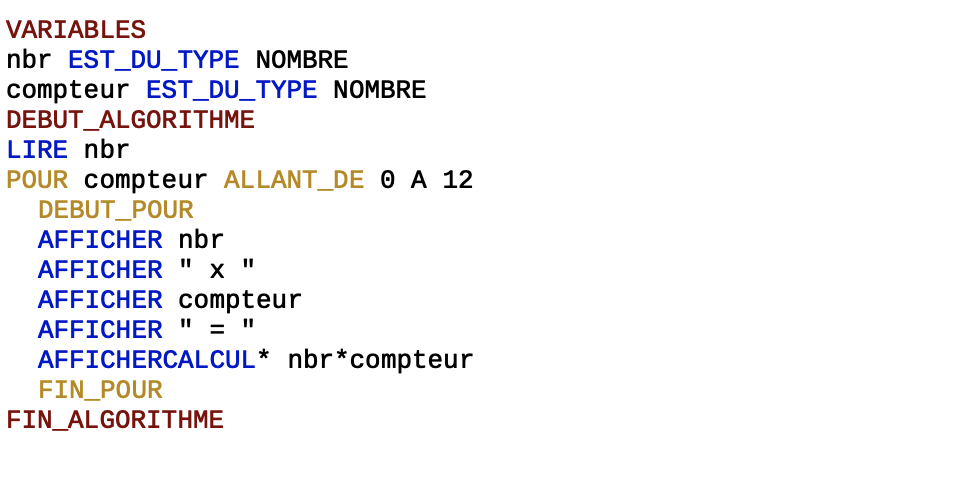 VARIABLES
nbr EST_DU_TYPE NOMBRE
compteur EST_DU_TYPE NOMBRE
DEBUT_ALGORITHME
LIRE nbr
POUR compteur ALLANT_DE 0 A 12
DEBUT_POUR
AFFICHER nbr
AFFICHER " x "
AFFICHER compteur
AFFICHER " = "
AFFICHERCALCUL* nbr*compteur
FIN_POUR
FIN_ALGORITHME